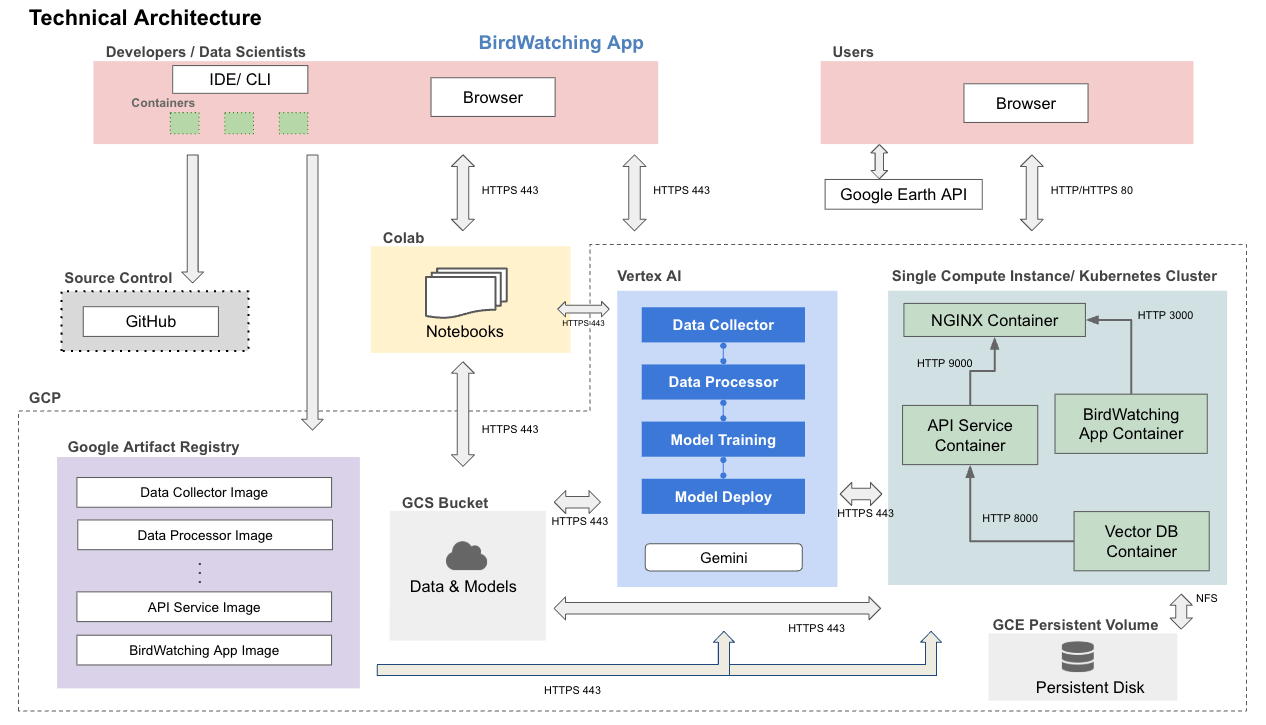 Technical Architecture
BirdWatching App
Developers / Data Scientists
IDE/ CLI
Containers
Browser
Users
Browser
Google Earth API
HTTPS 443
HTTPS 443
HTTP/HTTPS 80
Source Control
GitHub
Colab
Notebooks
HTTPS 443
HTTPS 443
GCP
Google Artifact Registry
Data Collector Image
Data Processor Image
⋮
API Service Image
BirdWatching App Image
GCS Bucket
Data & Models
HTTPS 443
Vertex AI
Data Collector
Data Processor
Model Training
Model Deploy
Gemini
HTTPS 443
Single Compute Instance/ Kubernetes Cluster
NGINX Container
HTTP 3000
HTTP 9000
API Service
Container
BirdWatching
App Container
HTTP 8000
Vector DB
Container
HTTPS 443
HTTPS 443
NFS
GCE Persistent Volume
Persistent Disk